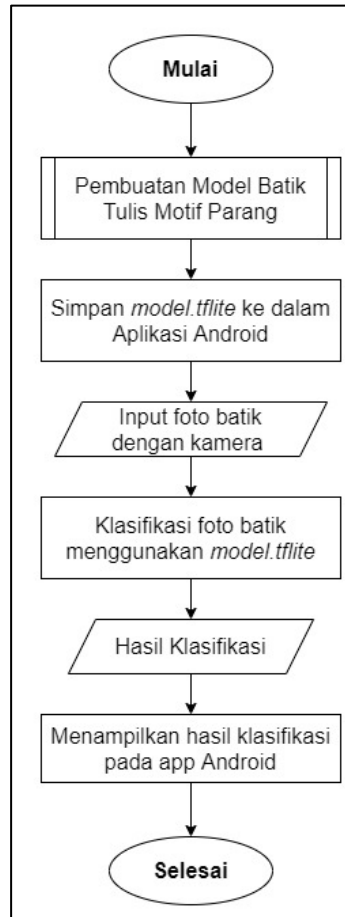 Mulai
Pembuatan Model Batik
Tulis Motif Parang
Simpan model.tflite ke dalam
Aplikasi Android
Input foto batik
dengan kamera
Klasifikasi foto batik
menggunakan model.tflite
Hasil Klasifikasi
Menampilkan hasil klasifikasi
pada app Android
Selesai